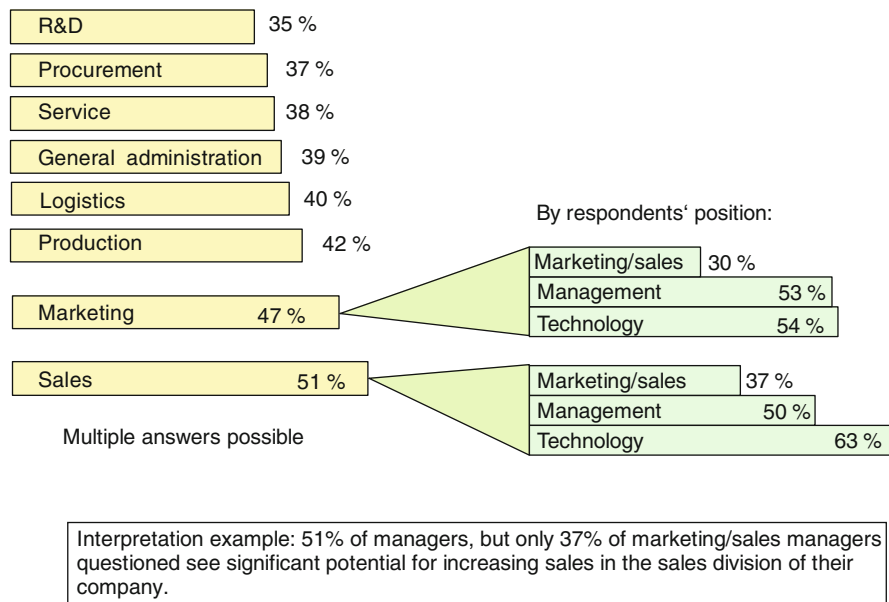 R&D 35 %
Procurement 37 %
Service 38 %
General administration 39 %
Logistics 40 %
Production 42 %
Marketing 47 %
Sales 51 %
Multiple answers possible
By respondents‘ position:
Marketing/sales 30 %
Management 53 %
Technology 54 %
Marketing/sales 37 %
Management 50 %
Technology 63 %
Interpretation example: 51% of managers, but only 37% of marketing/sales managers
questioned see significant potential for increasing sales in the sales division of their
company.